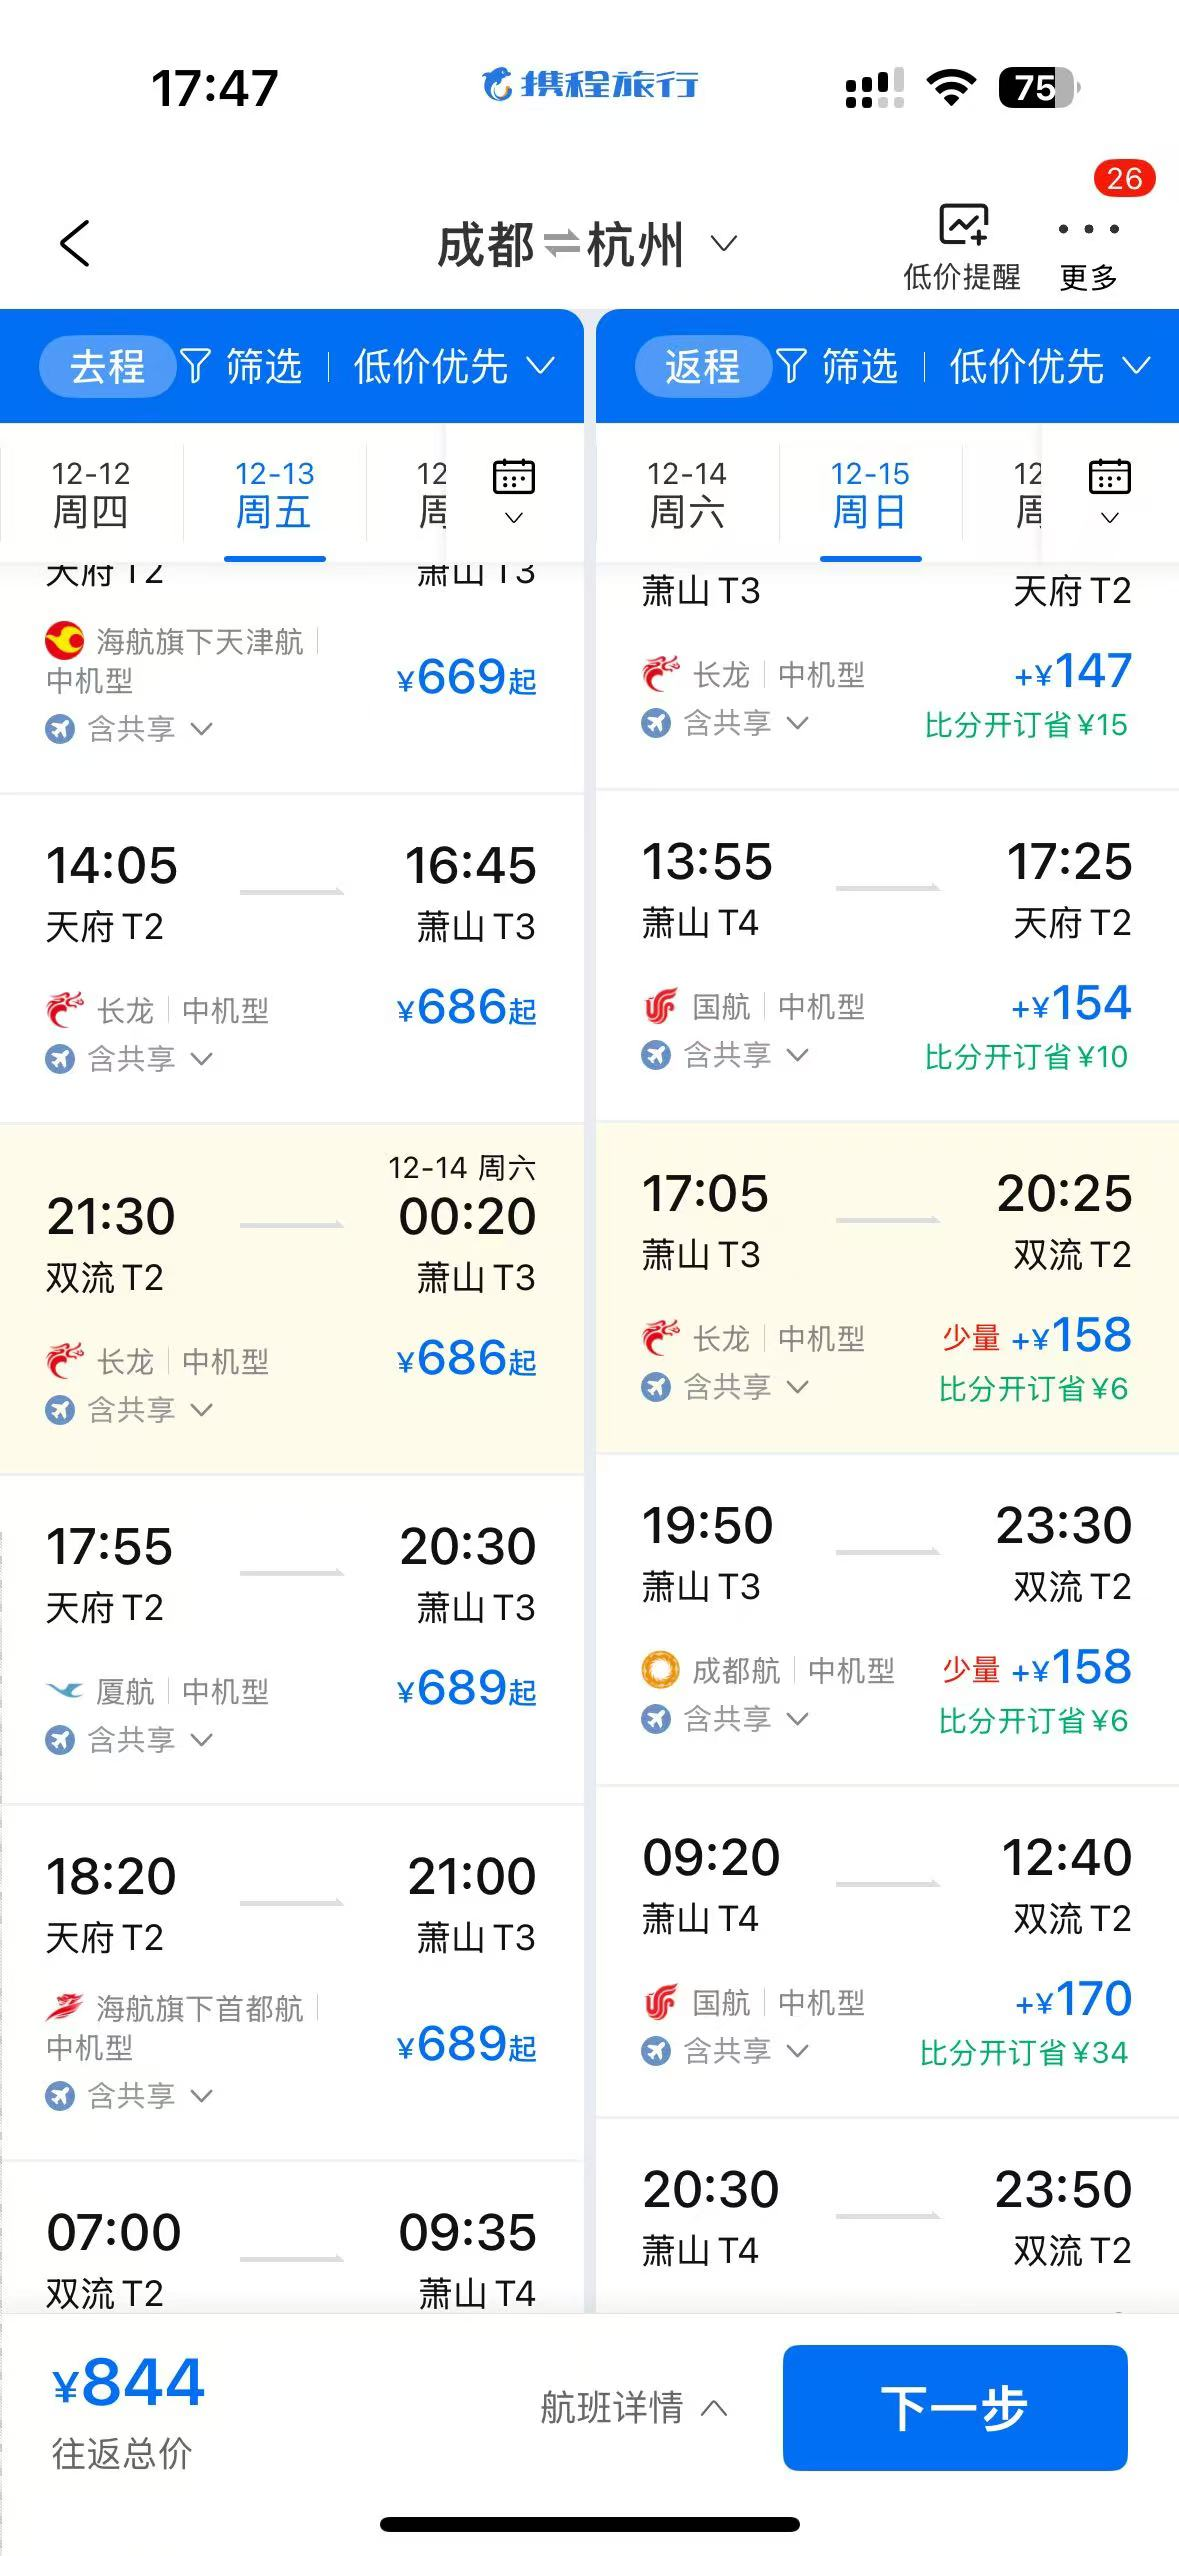 17:47
携程旅行
75
26
成都⇌杭州
低价提醒
更多
去程
筛选
低价优先
12-12
周四
12-13
周五
12
周
天府 T2
萧山 T3
海航旗下天津航
中机型
¥669起
含共享
14:05
16:45
天府 T2
萧山 T3
长龙
中机型
¥686起
含共享
12-14 周六
21:30
00:20
双流 T2
萧山 T3
长龙
中机型
¥686起
含共享
17:55
20:30
天府 T2
萧山 T3
厦航
中机型
¥689起
含共享
18:20
21:00
天府 T2
萧山 T3
海航旗下首都航
中机型
¥689起
含共享
07:00
09:35
双流 T2
萧山 T4
返程
筛选
低价优先
12-14
周六
12-15
周日
12
周
萧山 T3
天府 T2
长龙
中机型
+¥147
含共享
比分开订省 ¥15
13:55
17:25
萧山 T4
天府 T2
国航
中机型
+¥154
含共享
比分开订省 ¥10
17:05
20:25
萧山 T3
双流 T2
长龙
中机型
少量 +¥158
含共享
比分开订省 ¥6
19:50
23:30
萧山 T3
双流 T2
成都航
中机型
少量 +¥158
含共享
比分开订省 ¥6
09:20
12:40
萧山 T4
双流 T2
国航
中机型
+¥170
含共享
比分开订省 ¥34
20:30
23:50
萧山 T4
双流 T2
¥844
往返总价
航班详情
下一步